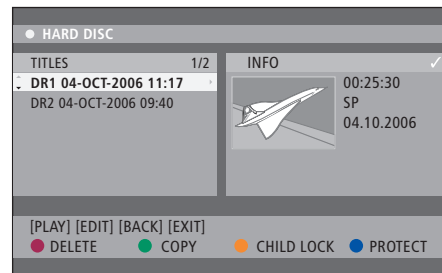 HARD DISC
TITLES 1/2
DR1 04-OCT-2006 11:17
DR2 04-OCT-2006 09:40
INFO
00:25:30
SP
04.10.2006
[PLAY] [EDIT] [BACK] [EXIT]
DELETE COPY CHILD LOCK PROTECT